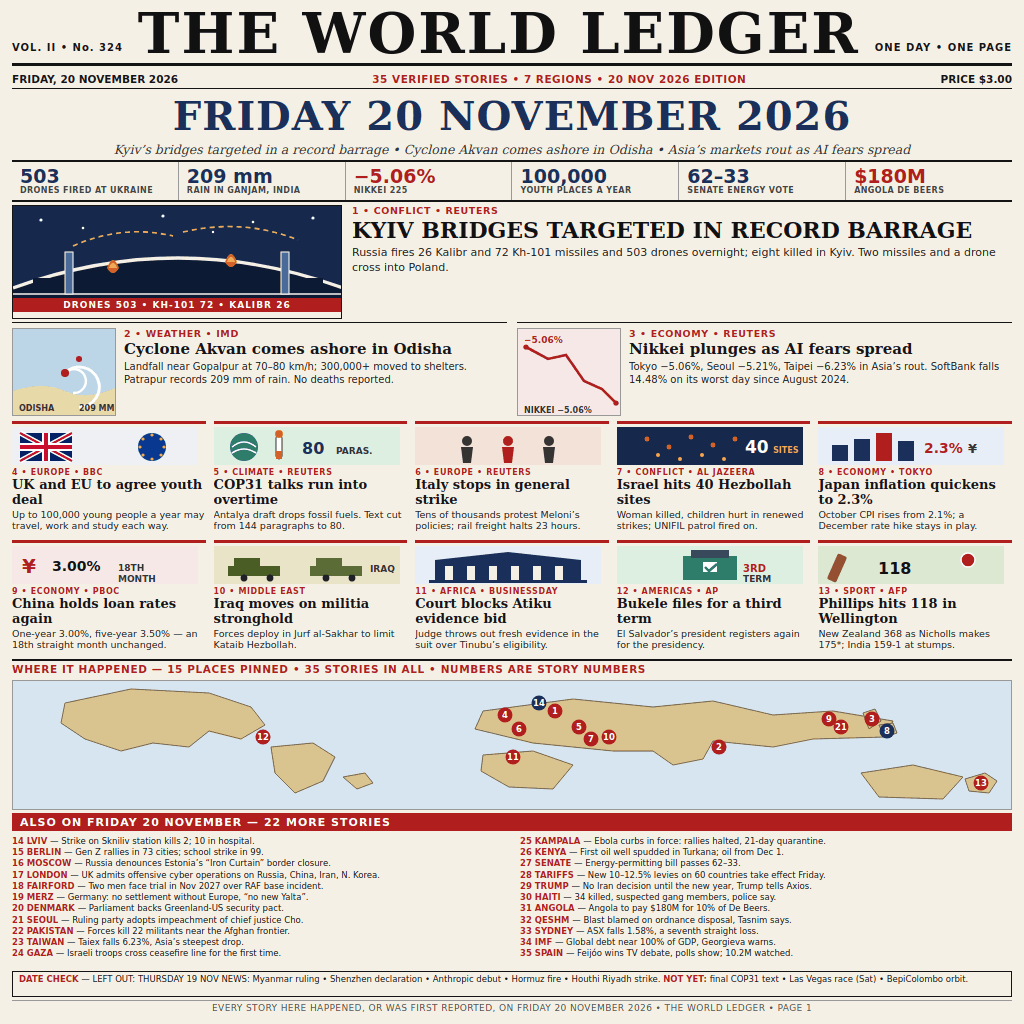 VOL. II • No. 324
THE WORLD LEDGER
ONE DAY • ONE PAGE
FRIDAY, 20 NOVEMBER 2026
35 VERIFIED STORIES • 7 REGIONS • 20 NOV 2026 EDITION
PRICE $3.00
FRIDAY 20 NOVEMBER 2026
Kyiv’s bridges targeted in a record barrage • Cyclone Akvan comes ashore in Odisha • Asia’s markets rout as AI fears spread
503
DRONES FIRED AT UKRAINE
209 mm
RAIN IN GANJAM, INDIA
−5.06%
NIKKEI 225
100,000
YOUTH PLACES A YEAR
62–33
SENATE ENERGY VOTE
$180M
ANGOLA DE BEERS
DRONES 503 • KH-101 72 • KALIBR 26
1 • CONFLICT • REUTERS
KYIV BRIDGES TARGETED IN RECORD BARRAGE
Russia fires 26 Kalibr and 72 Kh-101 missiles and 503 drones overnight; eight killed in Kyiv. Two missiles and a drone
cross into Poland.
ODISHA
209 MM
2 • WEATHER • IMD
Cyclone Akvan comes ashore in Odisha
Landfall near Gopalpur at 70–80 km/h; 300,000+ moved to shelters.
Patrapur records 209 mm of rain. No deaths reported.
−5.06%
NIKKEI −5.06%
3 • ECONOMY • REUTERS
Nikkei plunges as AI fears spread
Tokyo −5.06%, Seoul −5.21%, Taipei −6.23% in Asia’s rout. SoftBank falls
14.48% on its worst day since August 2024.
4 • EUROPE • BBC
UK and EU to agree youth
deal
Up to 100,000 young people a year may
travel, work and study each way.
80 PARAS.
5 • CLIMATE • REUTERS
COP31 talks run into
overtime
Antalya draft drops fossil fuels. Text cut
from 144 paragraphs to 80.
6 • EUROPE • REUTERS
Italy stops in general
strike
Tens of thousands protest Meloni’s
policies; rail freight halts 23 hours.
40 SITES
7 • CONFLICT • AL JAZEERA
Israel hits 40 Hezbollah
sites
Woman killed, children hurt in renewed
strikes; UNIFIL patrol fired on.
2.3% ¥
8 • ECONOMY • TOKYO
Japan inflation quickens
to 2.3%
October CPI rises from 2.1%; a
December rate hike stays in play.
¥ 3.00% 18TH
MONTH
9 • ECONOMY • PBOC
China holds loan rates
again
One-year 3.00%, five-year 3.50% — an
18th straight month unchanged.
IRAQ
10 • MIDDLE EAST
Iraq moves on militia
stronghold
Forces deploy in Jurf al-Sakhar to limit
Kataib Hezbollah.
11 • AFRICA • BUSINESSDAY
Court blocks Atiku
evidence bid
Judge throws out fresh evidence in the
suit over Tinubu’s eligibility.
3RD
TERM
12 • AMERICAS • AP
Bukele files for a third
term
El Salvador’s president registers again
for the presidency.
118
13 • SPORT • AFP
Phillips hits 118 in
Wellington
New Zealand 368 as Nicholls makes
175*; India 159-1 at stumps.
WHERE IT HAPPENED — 15 PLACES PINNED • 35 STORIES IN ALL • NUMBERS ARE STORY NUMBERS
14
1
4
6
5
7
10
9
21
3
8
2
12
11
13
ALSO ON FRIDAY 20 NOVEMBER — 22 MORE STORIES
14 LVIV — Strike on Skniliv station kills 2; 10 in hospital.
15 BERLIN — Gen Z rallies in 73 cities; school strike in 99.
16 MOSCOW — Russia denounces Estonia’s “Iron Curtain” border closure.
17 LONDON — UK admits offensive cyber operations on Russia, China, Iran, N. Korea.
18 FAIRFORD — Two men face trial in Nov 2027 over RAF base incident.
19 MERZ — Germany: no settlement without Europe, “no new Yalta”.
20 DENMARK — Parliament backs Greenland-US security pact.
21 SEOUL — Ruling party adopts impeachment of chief justice Cho.
22 PAKISTAN — Forces kill 22 militants near the Afghan frontier.
23 TAIWAN — Taiex falls 6.23%, Asia’s steepest drop.
24 GAZA — Israeli troops cross ceasefire line for the first time.
25 KAMPALA — Ebola curbs in force: rallies halted, 21-day quarantine.
26 KENYA — First oil well spudded in Turkana; oil from Dec 1.
27 SENATE — Energy-permitting bill passes 62–33.
28 TARIFFS — New 10–12.5% levies on 60 countries take effect Friday.
29 TRUMP — No Iran decision until the new year, Trump tells Axios.
30 HAITI — 34 killed, suspected gang members, police say.
31 ANGOLA — Angola to pay $180M for 10% of De Beers.
32 QESHM — Blast blamed on ordnance disposal, Tasnim says.
33 SYDNEY — ASX falls 1.58%, a seventh straight loss.
34 IMF — Global debt near 100% of GDP, Georgieva warns.
35 SPAIN — Feijóo wins TV debate, polls show; 10.2M watched.
DATE CHECK — LEFT OUT: THURSDAY 19 NOV NEWS: Myanmar ruling • Shenzhen declaration • Anthropic debut • Hormuz fire • Houthi Riyadh strike. NOT YET: final COP31 text • Las Vegas race (Sat) • BepiColombo orbit.
EVERY STORY HERE HAPPENED, OR WAS FIRST REPORTED, ON FRIDAY 20 NOVEMBER 2026 • THE WORLD LEDGER • PAGE 1